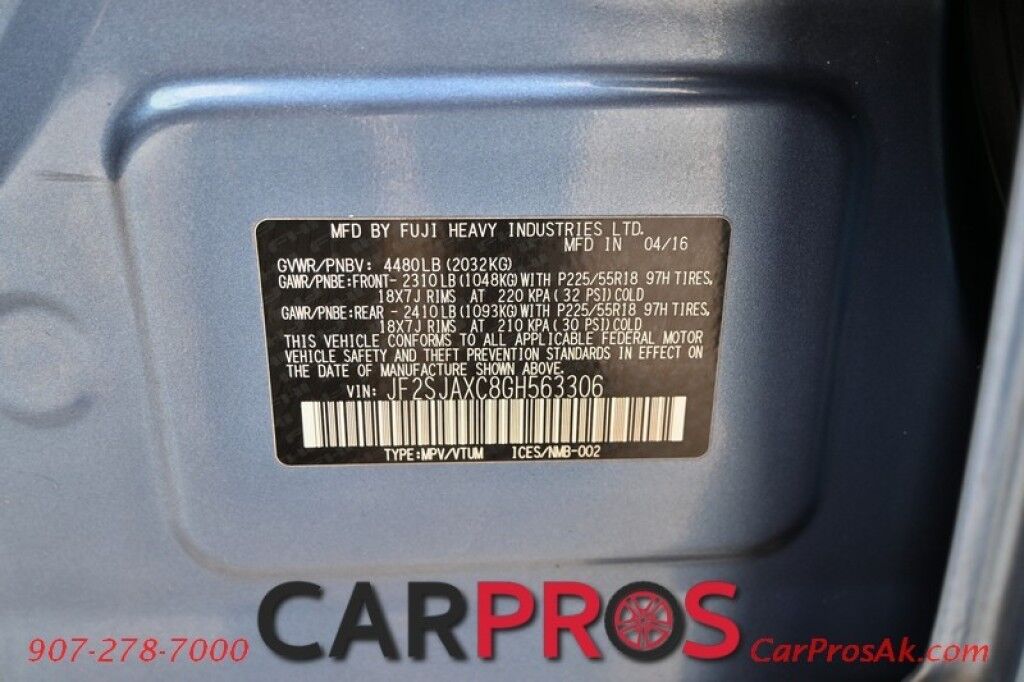 MFD BY FUJI HEAVY INDUSTRIES LTD.
MFD IN 04/16
GVWR/PNBV: 4480LB (2032KG)
GAWR/PNBE:FRONT- 2310LB (1048KG) WITH P225/55R18 97H TIRES,
18X7J RIMS AT 220 KPA (32 PSI) COLD
GAWR/PNBE:REAR - 2410LB (1093KG) WITH P225/55R18 97H TIRES,
18X7J RIMS AT 210 KPA (30 PSI) COLD
THIS VEHICLE CONFORMS TO ALL APPLICABLE FEDERAL MOTOR
VEHICLE SAFETY AND THEFT PREVENTION STANDARDS IN EFFECT ON
THE DATE OF MANUFACTURE SHOWN ABOVE.
VIN: JF2SJAXC8GH563306
TYPE:MPV/VTUM ICES/NMB-002
CARPROS
907-278-7000
CarProsAk.com